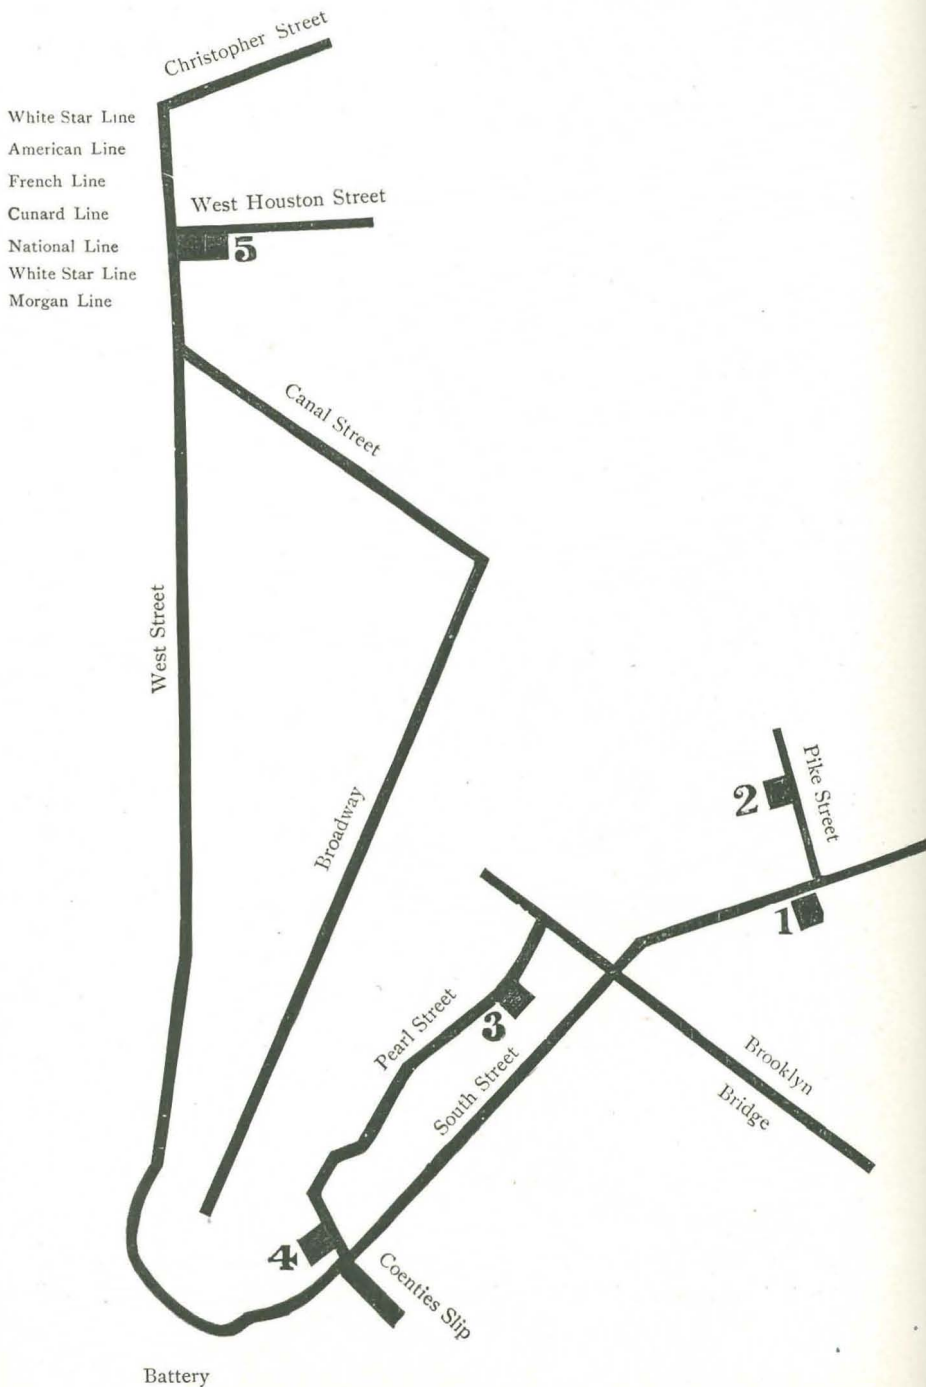 Christopher Street
White Star Line
American Line
French Line
Cunard Line
National Line
White Star Line
Morgan Line
West Houston Street
5
Canal Street
West Street
Broadway
Pike Street
2
1
Pearl Street
3
South Street
Brooklyn
Bridge
4
Coenties Slip
Battery